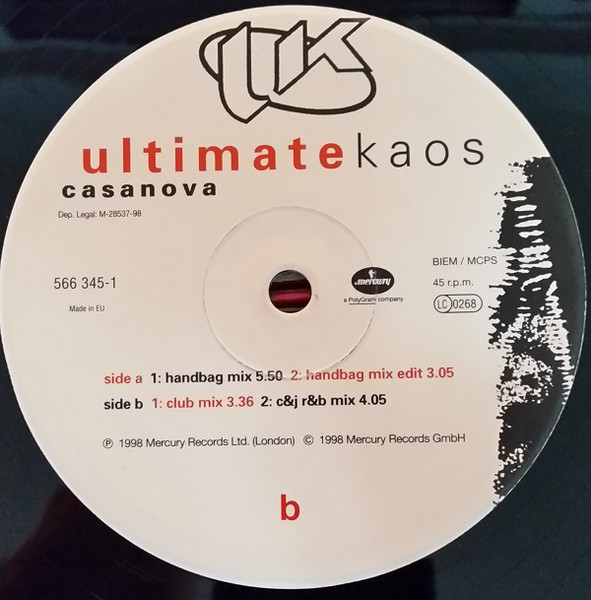 UK
ultimatekaos
casanova
Dep. Legal: M-28537-98
566 345-1
Made in EU
mercury
a PolyGram company
BIEM / MCPS
45 r.p.m.
LC 0268
side a 1: handbag mix 5.50 2: handbag mix edit 3.05
side b 1: club mix 3.36 2: c&j r&b mix 4.05
℗ 1998 Mercury Records Ltd. (London) © 1998 Mercury Records GmbH
b